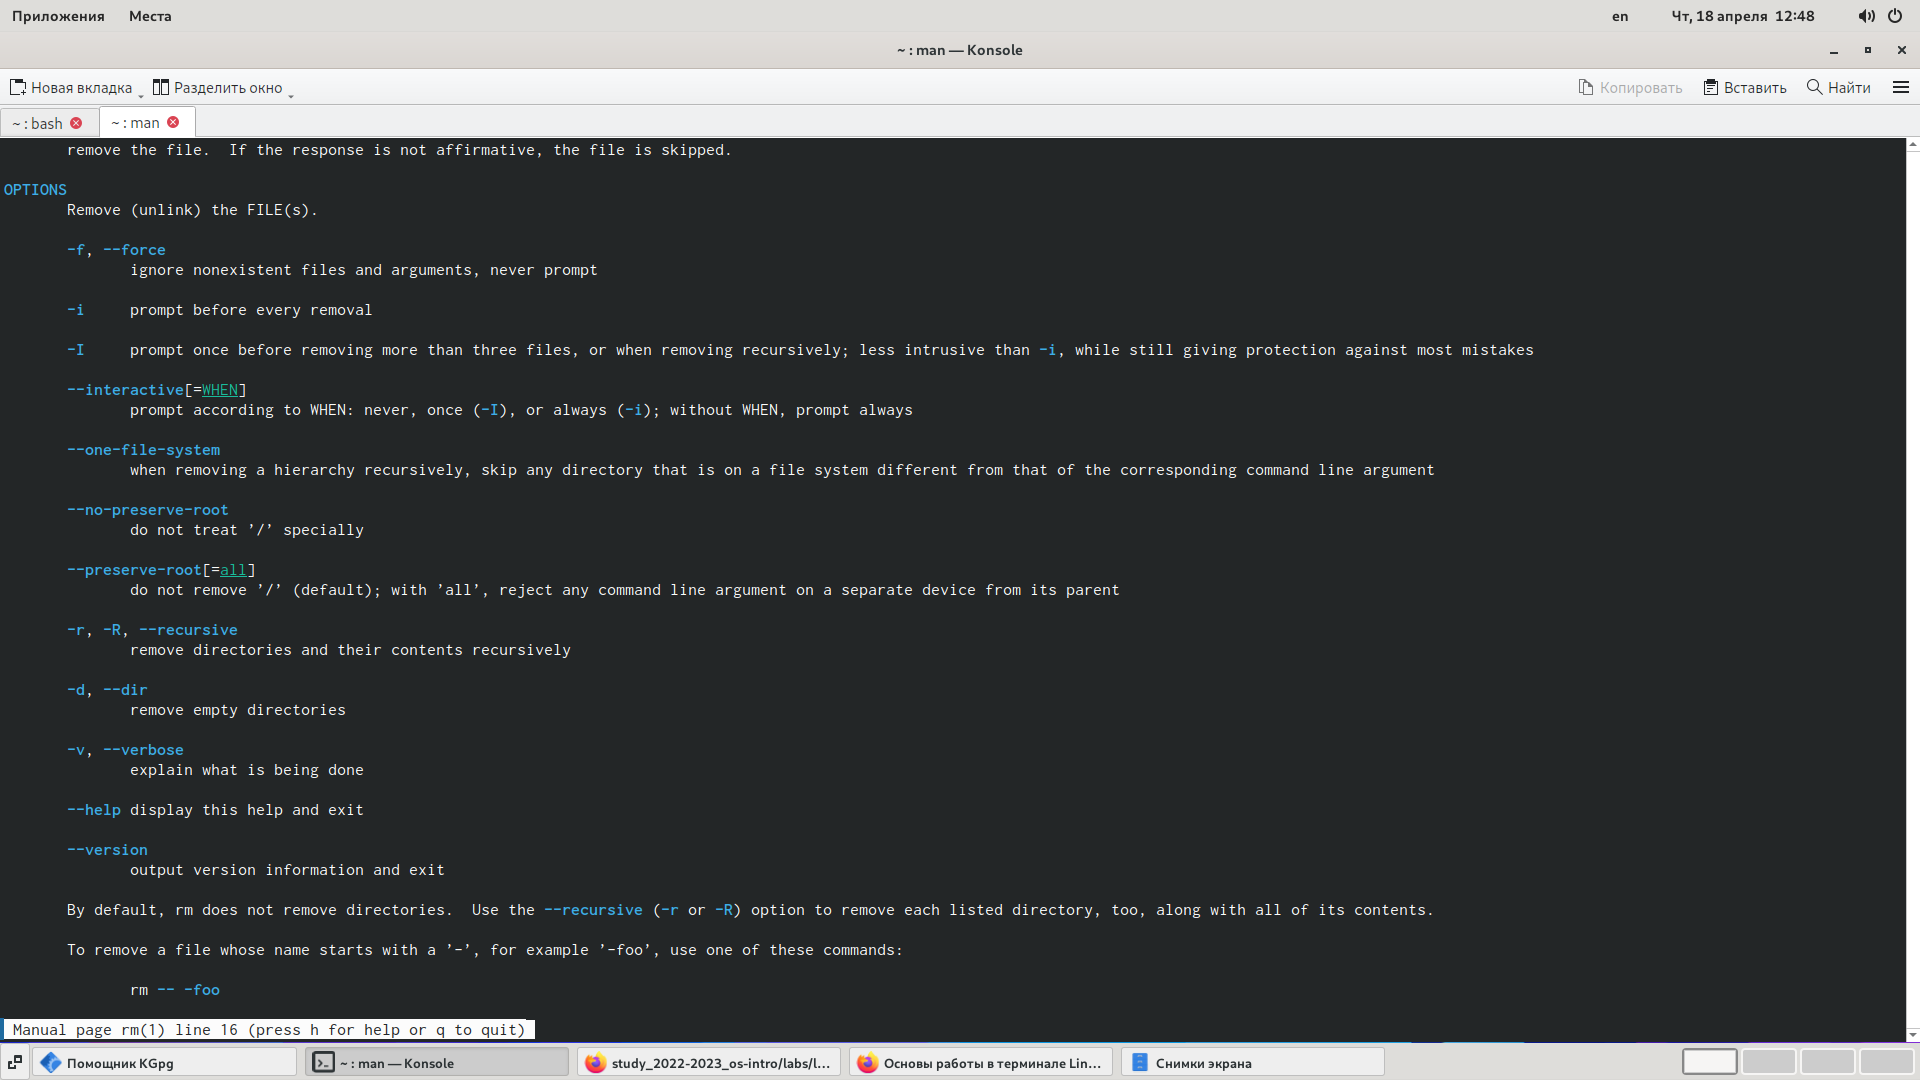 Приложения Места en Чт, 18 апреля 12:48
~ : man — Konsole
Новая вкладка Разделить окно Копировать Вставить Найти
~ : bash ~ : man
remove the file.  If the response is not affirmative, the file is skipped.
OPTIONS
Remove (unlink) the FILE(s).
-f, --force
ignore nonexistent files and arguments, never prompt
-i     prompt before every removal
-I     prompt once before removing more than three files, or when removing recursively; less intrusive than -i, while still giving protection against most mistakes
--interactive[=WHEN]
prompt according to WHEN: never, once (-I), or always (-i); without WHEN, prompt always
--one-file-system
when removing a hierarchy recursively, skip any directory that is on a file system different from that of the corresponding command line argument
--no-preserve-root
do not treat ’/’ specially
--preserve-root[=all]
do not remove ’/’ (default); with ’all’, reject any command line argument on a separate device from its parent
-r, -R, --recursive
remove directories and their contents recursively
-d, --dir
remove empty directories
-v, --verbose
explain what is being done
--help display this help and exit
--version
output version information and exit
By default, rm does not remove directories.  Use the --recursive (-r or -R) option to remove each listed directory, too, along with all of its contents.
To remove a file whose name starts with a ’-’, for example ’-foo’, use one of these commands:
rm -- -foo
Manual page rm(1) line 16 (press h for help or q to quit)
Помощник KGpg ~ : man — Konsole study_2022-2023_os-intro/labs/l... Основы работы в терминале Lin... Снимки экрана